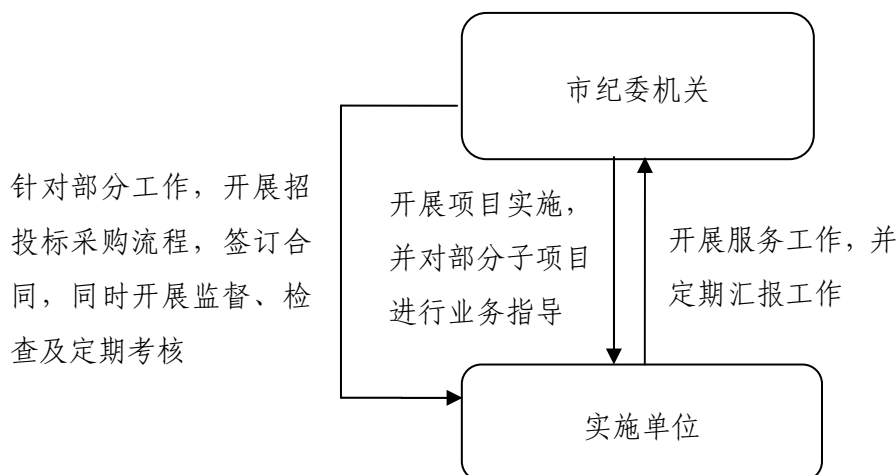 市纪委机关
针对部分工作，开展招
投标采购流程，签订合
同，同时开展监督、检
查及定期考核
开展项目实施，
并对部分子项目
进行业务指导
开展服务工作，并
定期汇报工作
实施单位